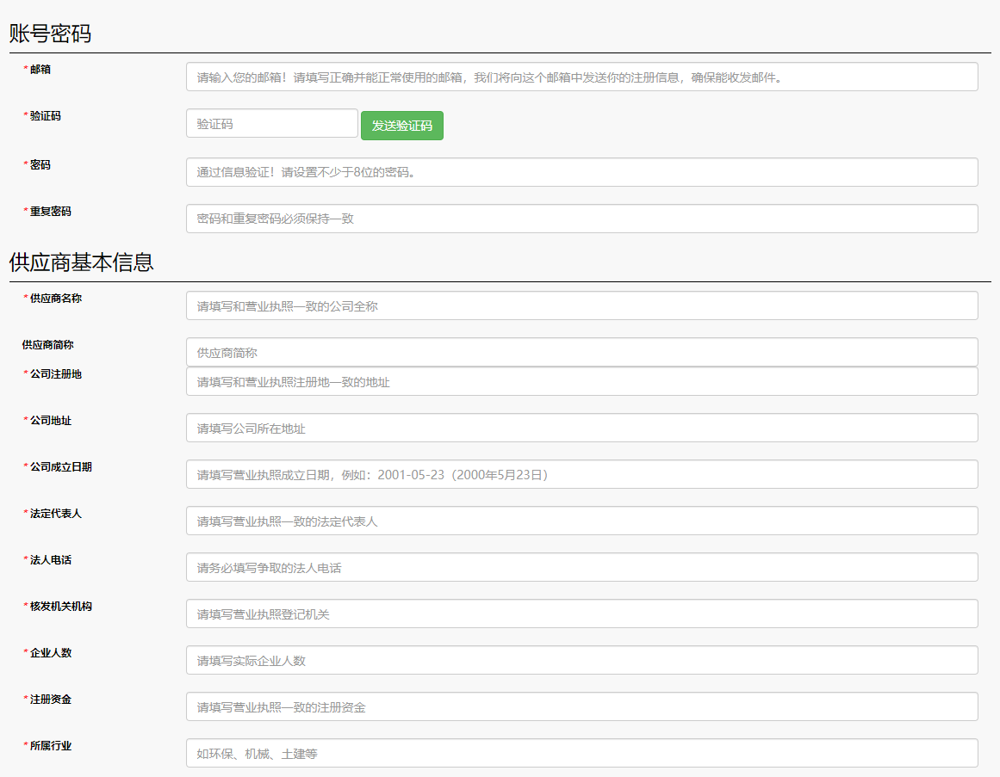 账号密码
* 邮箱
请输入您的邮箱！请填写正确并能正常使用的邮箱，我们将向这个邮箱中发送你的注册信息，确保能收发邮件。
* 验证码
验证码 发送验证码
* 密码
通过信息验证！请设置不少于8位的密码。
* 重复密码
密码和重复密码必须保持一致
供应商基本信息
* 供应商名称
请填写和营业执照一致的公司全称
供应商简称
供应商简称
* 公司注册地
请填写和营业执照注册地一致的地址
* 公司地址
请填写公司所在地址
* 公司成立日期
请填写营业执照成立日期，例如：2001-05-23（2000年5月23日）
* 法定代表人
请填写营业执照一致的法定代表人
* 法人电话
请务必填写争取的法人电话
* 核发机关机构
请填写营业执照登记机关
* 企业人数
请填写实际企业人数
* 注册资金
请填写营业执照一致的注册资金
* 所属行业
如环保、机械、土建等